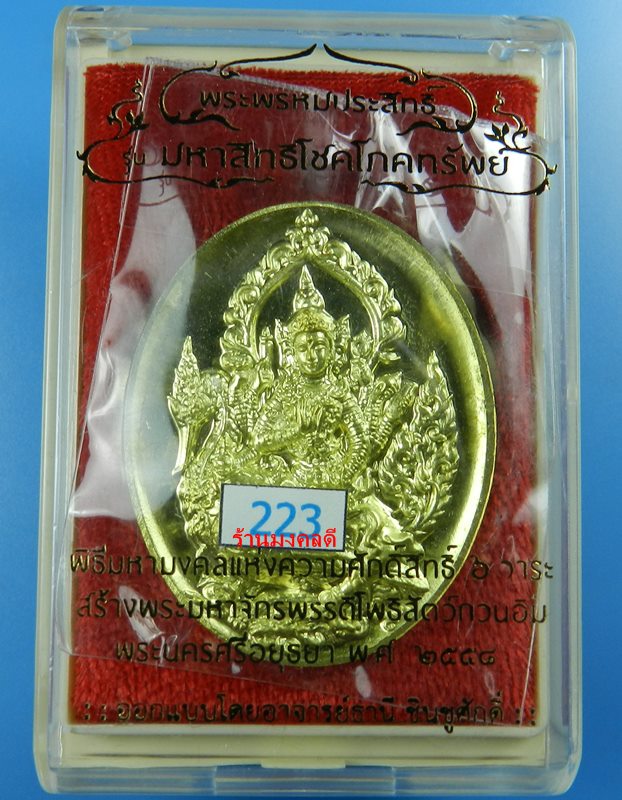 พระพรหมประสิทธิ์
รุ่น มหาสิทธิโชคโภคทรัพย์
223
ร้านมงคลดี
พิธีมหามงคลแห่งความศักดิ์สิทธิ์ ๖ วาระ
สร้างพระมหาจักรพรรดิโพธิสัตว์กวนอิม
พระนครศรีอยุธยา พ.ศ. ๒๕๕๘
: : ออกแบบโดยอาจารย์ธานี ชินชูศักดิ์ : :